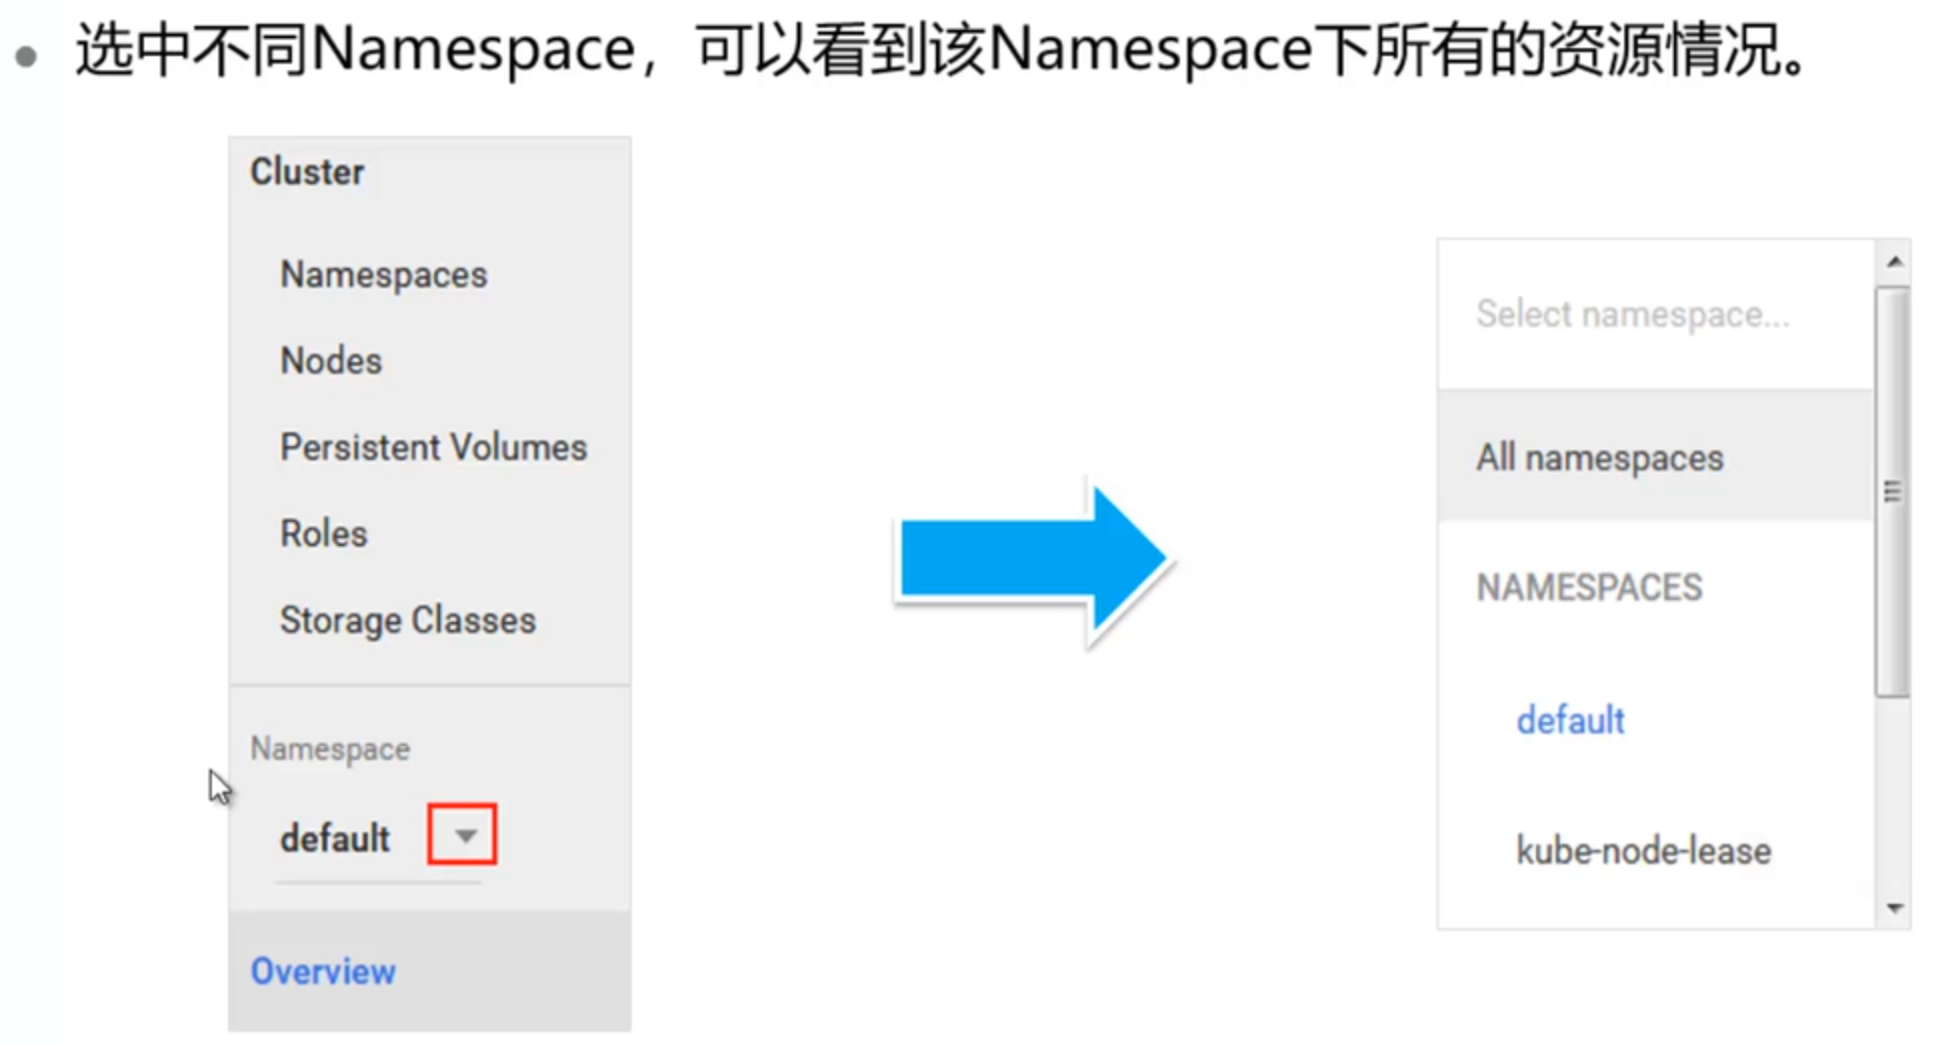 选中不同Namespace，可以看到该Namespace下所有的资源情况。
Cluster
Namespaces
Nodes
Persistent Volumes
Roles
Storage Classes
Namespace
default
Overview
Select namespace...
All namespaces
NAMESPACES
default
kube-node-lease